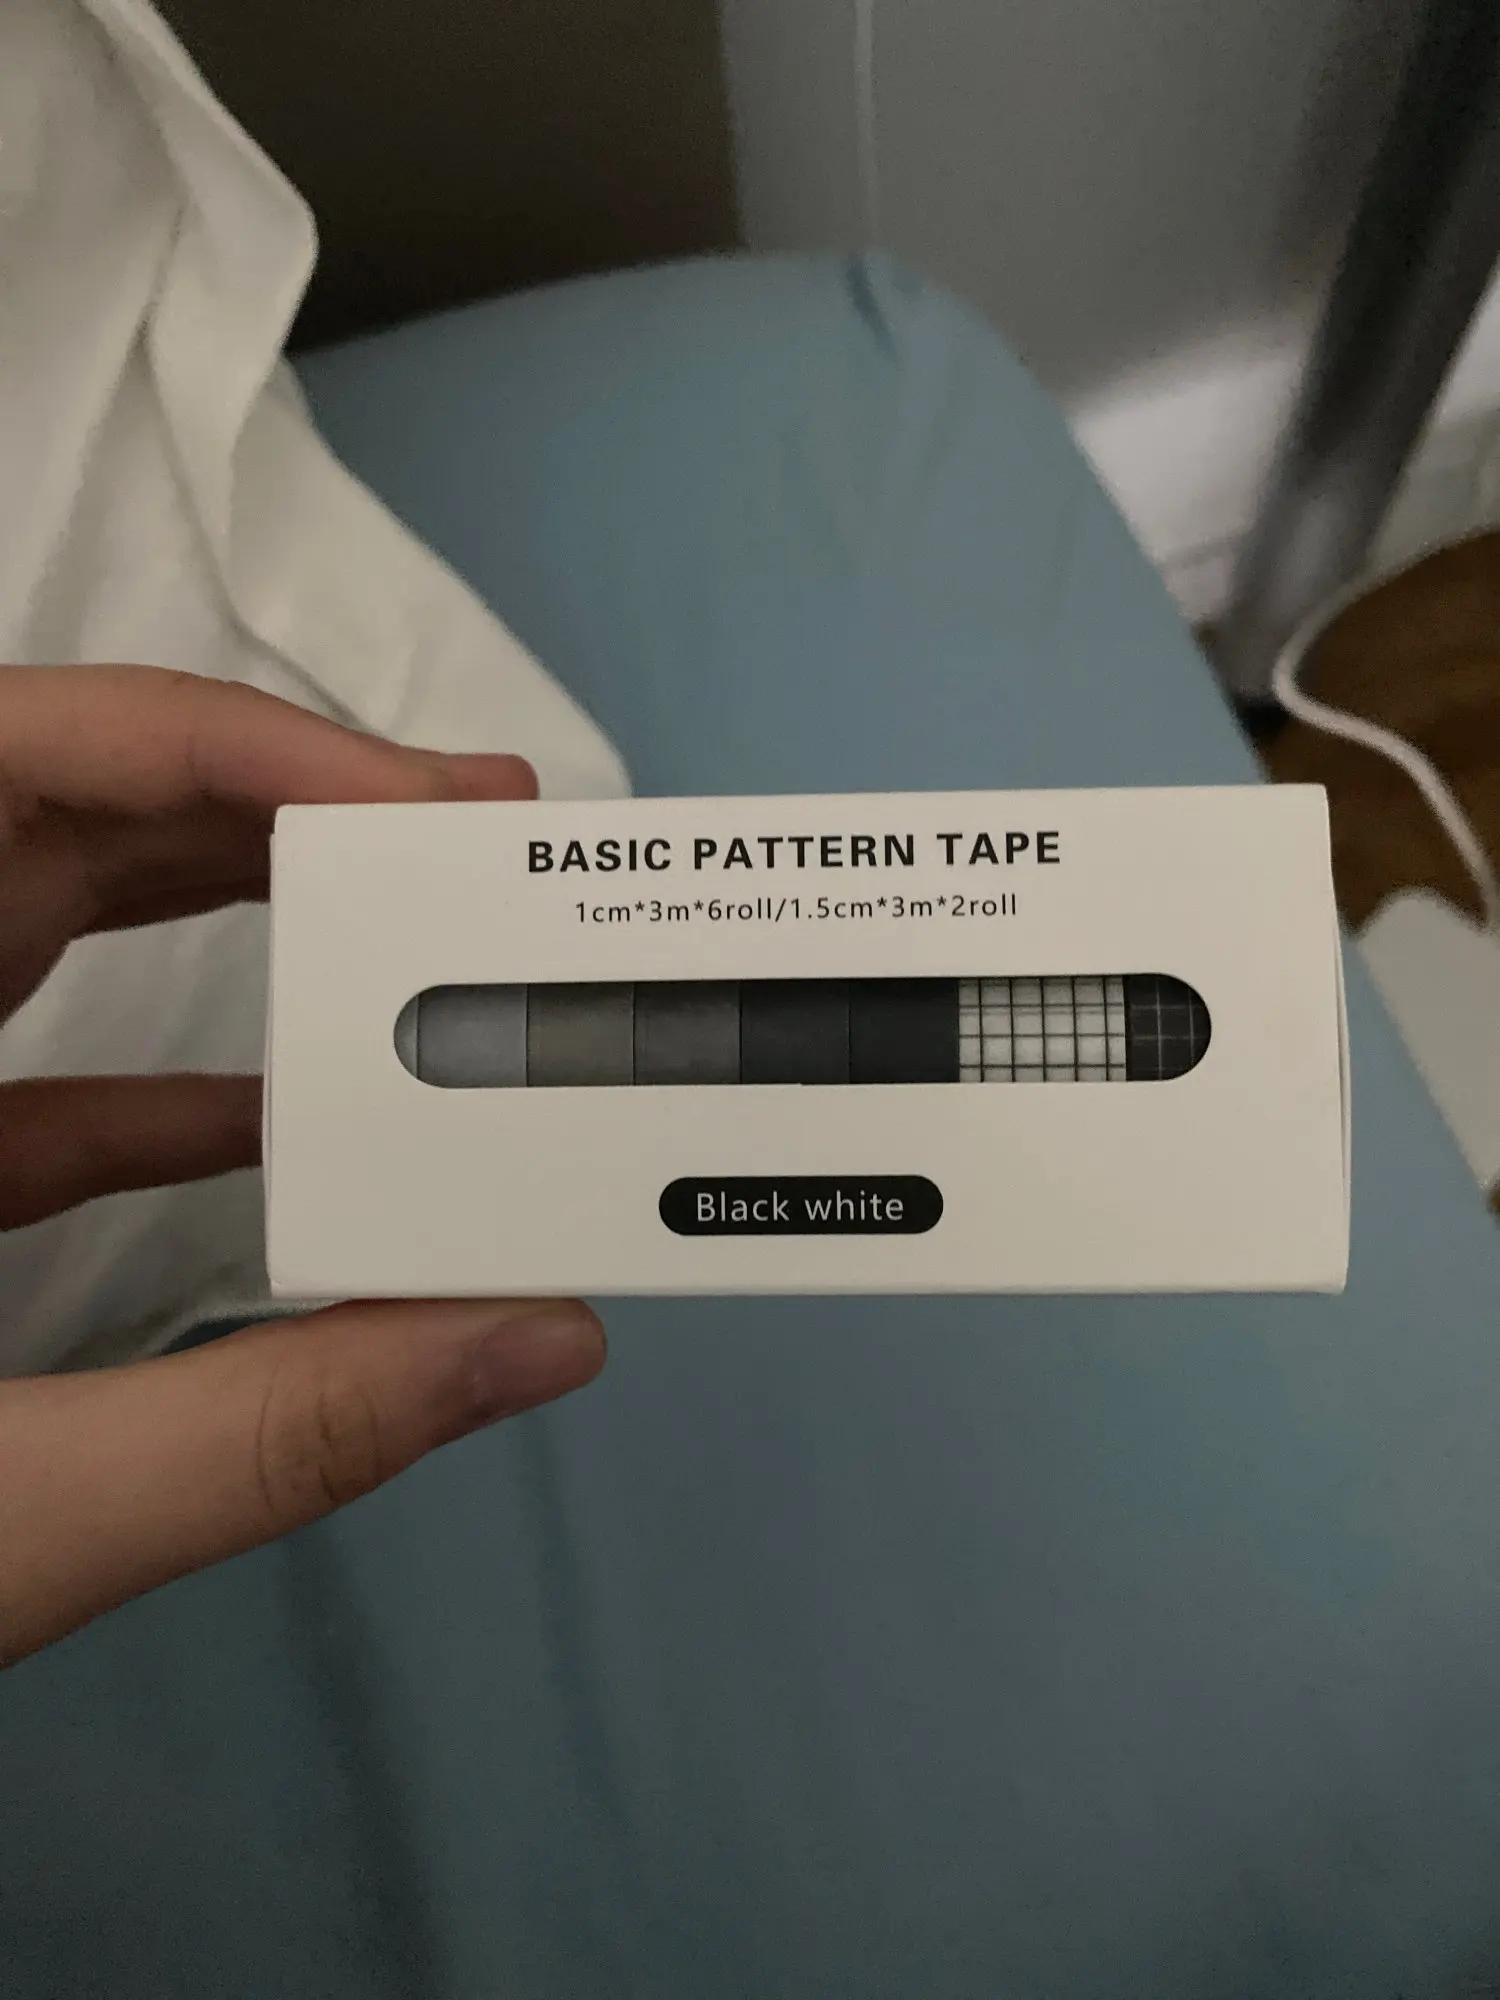 BASIC PATTERN TAPE
1cm*3m*6roll/1.5cm*3m*2roll
Black white